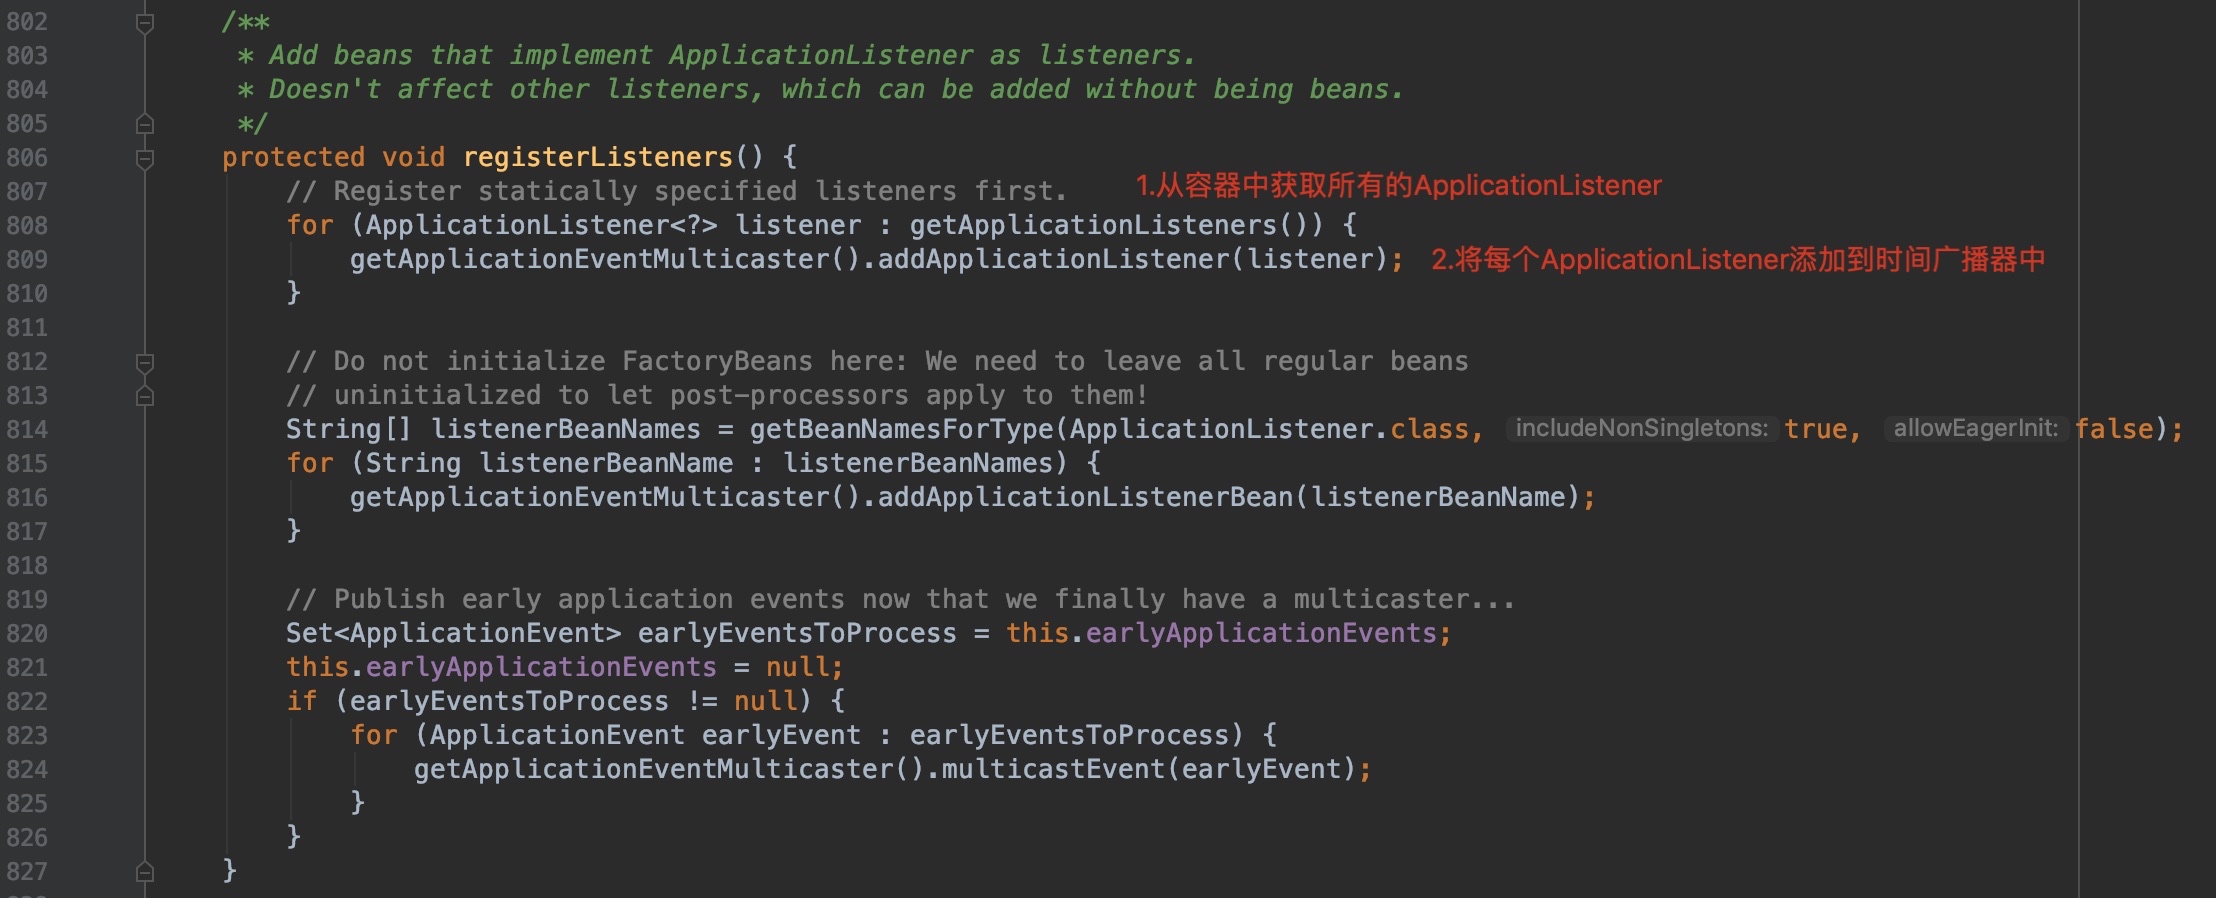 802 /**
803 * Add beans that implement ApplicationListener as listeners.
804 * Doesn't affect other listeners, which can be added without being beans.
805 */
806 protected void registerListeners() {
807 // Register statically specified listeners first. 1.从容器中获取所有的ApplicationListener
808 for (ApplicationListener<?> listener : getApplicationListeners()) {
809 getApplicationEventMulticaster().addApplicationListener(listener); 2.将每个ApplicationListener添加到时间广播器中
810 }
811
812 // Do not initialize FactoryBeans here: We need to leave all regular beans
813 // uninitialized to let post-processors apply to them!
814 String[] listenerBeanNames = getBeanNamesForType(ApplicationListener.class, includeNonSingletons: true, allowEagerInit: false);
815 for (String listenerBeanName : listenerBeanNames) {
816 getApplicationEventMulticaster().addApplicationListenerBean(listenerBeanName);
817 }
818
819 // Publish early application events now that we finally have a multicaster...
820 Set<ApplicationEvent> earlyEventsToProcess = this.earlyApplicationEvents;
821 this.earlyApplicationEvents = null;
822 if (earlyEventsToProcess != null) {
823 for (ApplicationEvent earlyEvent : earlyEventsToProcess) {
824 getApplicationEventMulticaster().multicastEvent(earlyEvent);
825 }
826 }
827 }